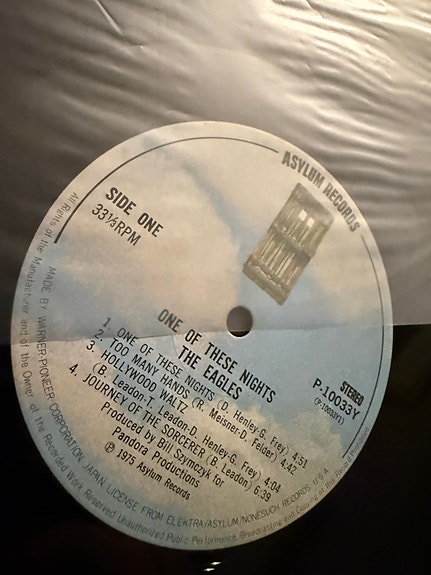 ASYLUM RECORDS
SIDE ONE
33⅓RPM
STEREO
P-10033Y
(P-10033Y1)
ONE OF THESE NIGHTS
THE EAGLES
1. ONE OF THESE NIGHTS (D. Henley-G. Frey) 4:51
2. TOO MANY HANDS (R. Meisner-D. Felder) 4:42
3. HOLLYWOOD WALTZ
(B. Leadon-T. Leadon-D. Henley-G. Frey) 4:04
4. JOURNEY OF THE SORCERER (B. Leadon) 6:39
Produced by Bill Szymczyk for
Pandora Productions
Ⓟ 1975 Asylum Records
MADE BY WARNER-PIONEER CORPORATION, JAPAN, LICENSE FROM ELEKTRA/ASYLUM/NONESUCH RECORDS, U.S.A.
All Rights of the Manufacturer and of the Owner of the Recorded Work Reserved Unauthorized Public Performance, Broadcasting and Copying of this Record Prohibited